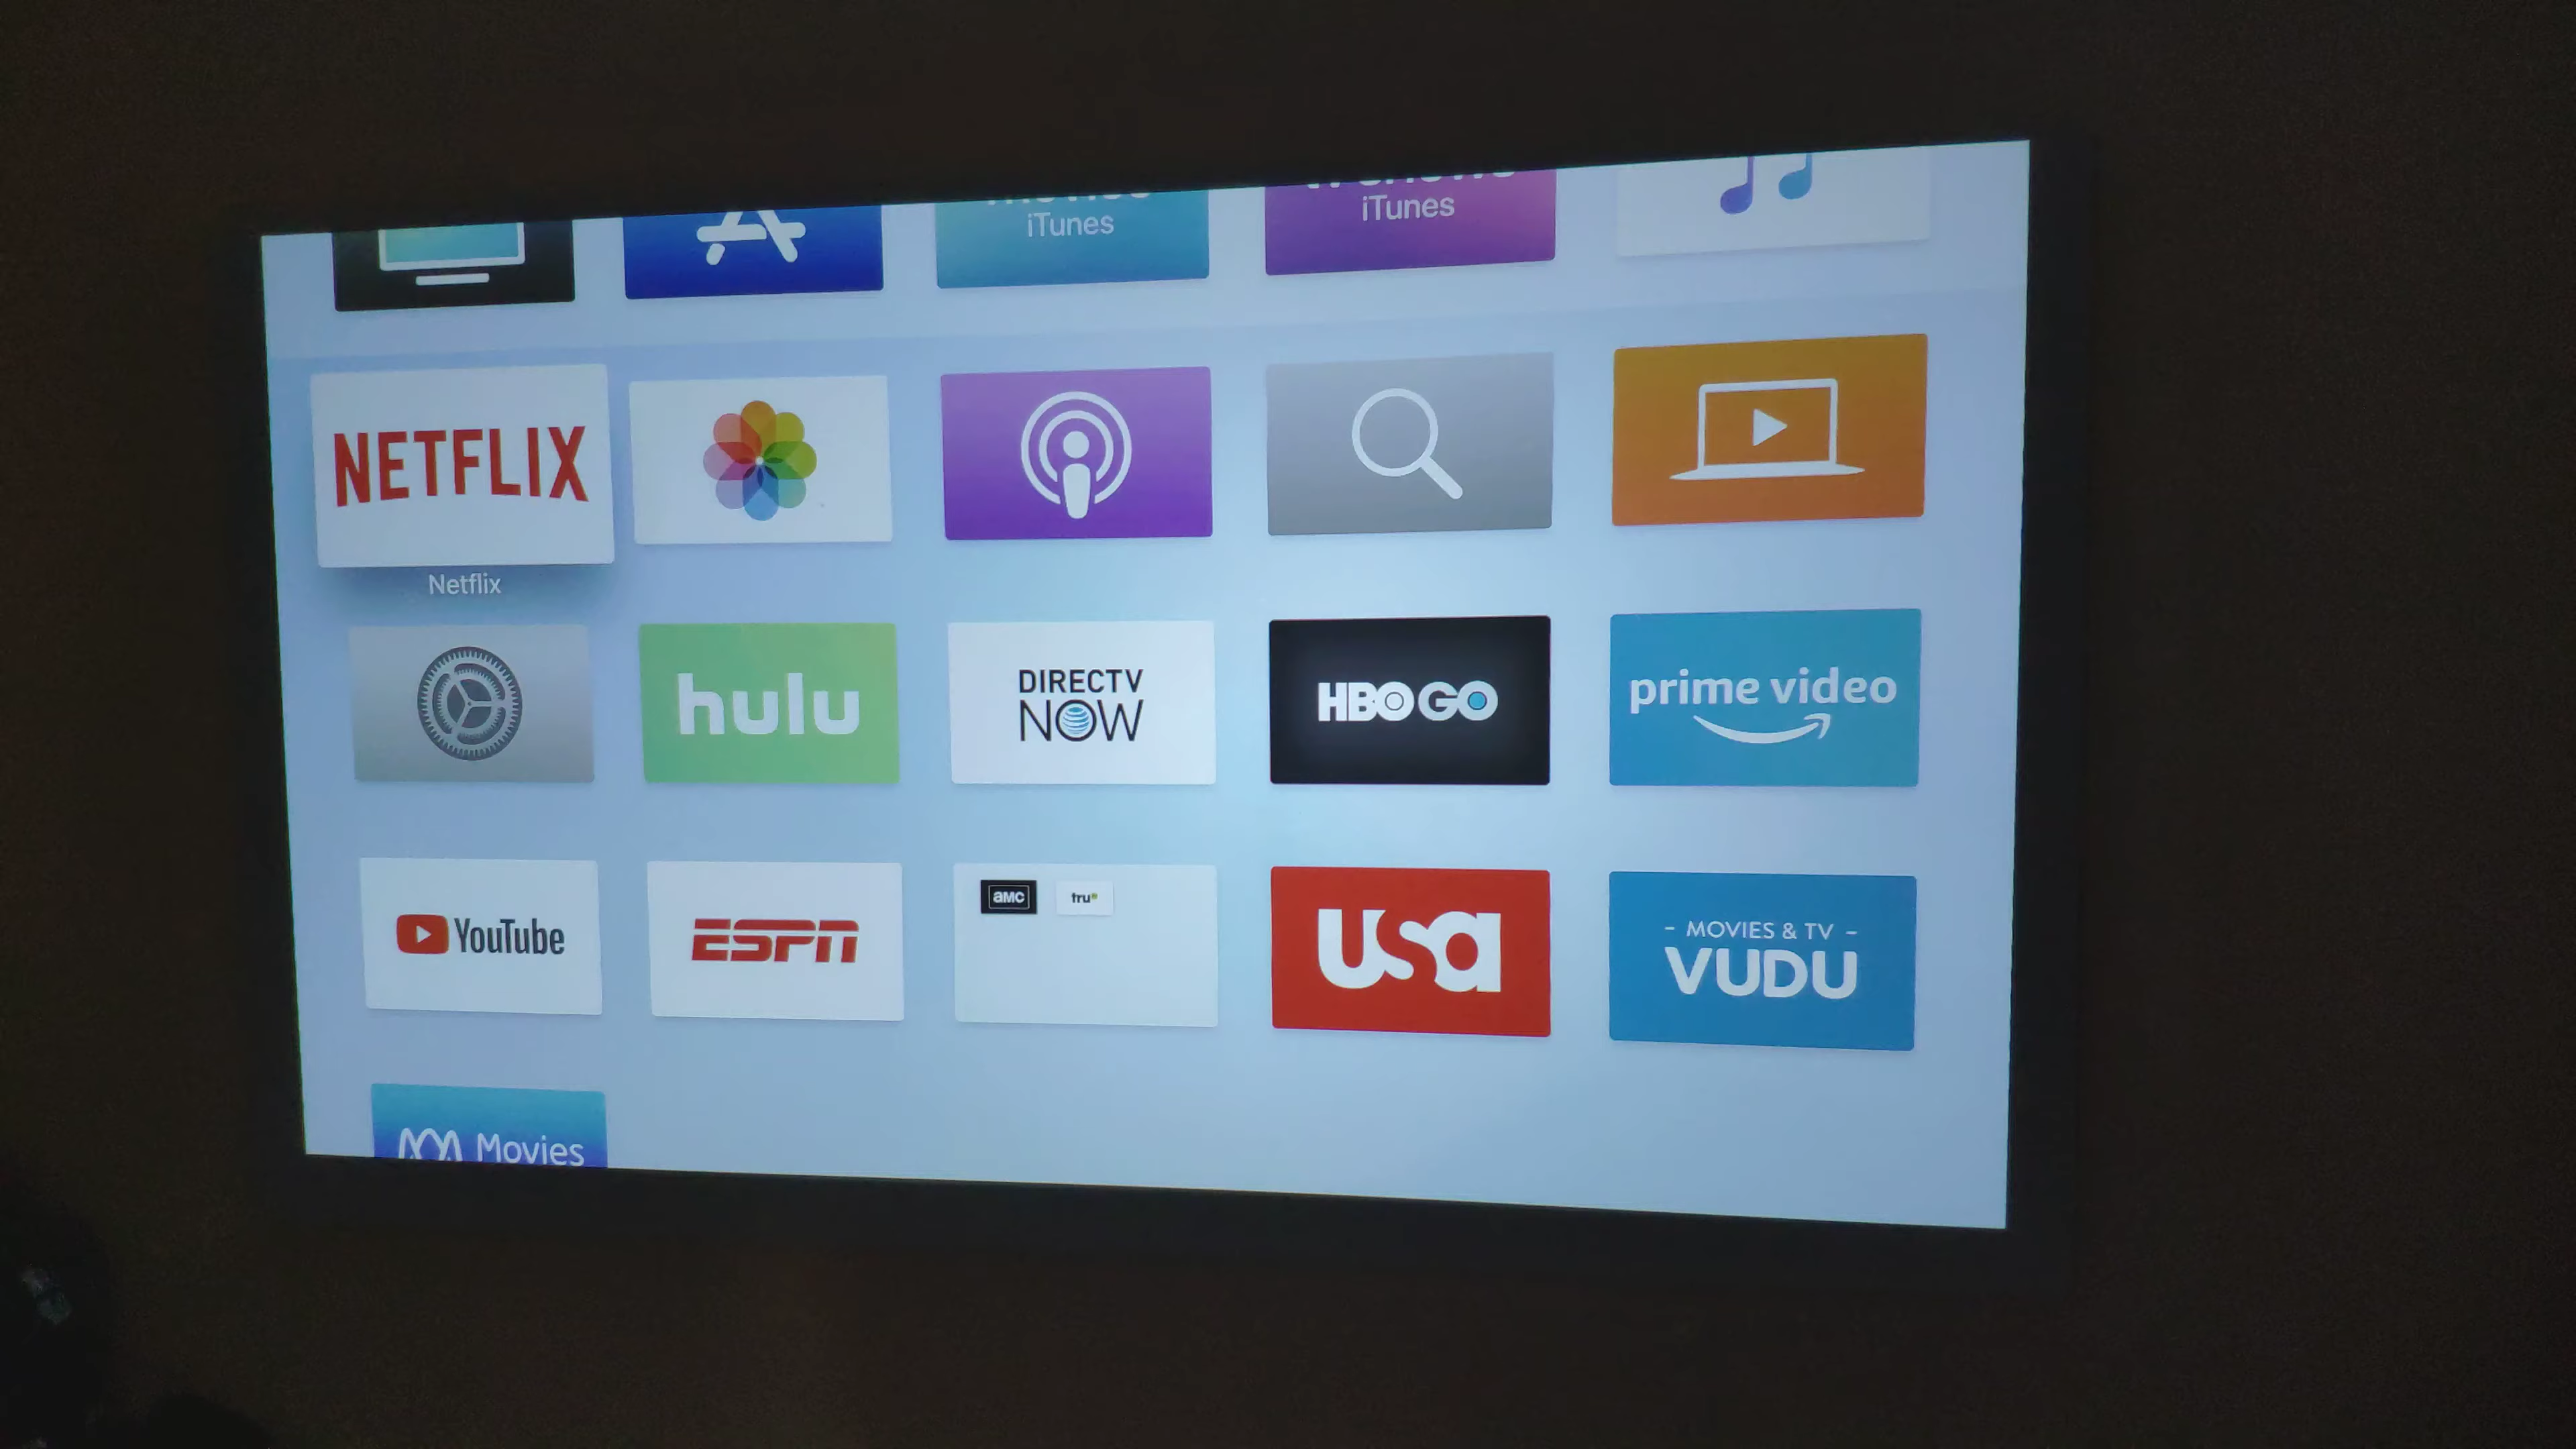 iTunes
iTunes
NETFLIX
Netflix
hulu
DIRECTV
NOW
HBO GO
prime video
YouTube
ESPN
amc
tru
usa
- MOVIES & TV -
VUDU
Movies